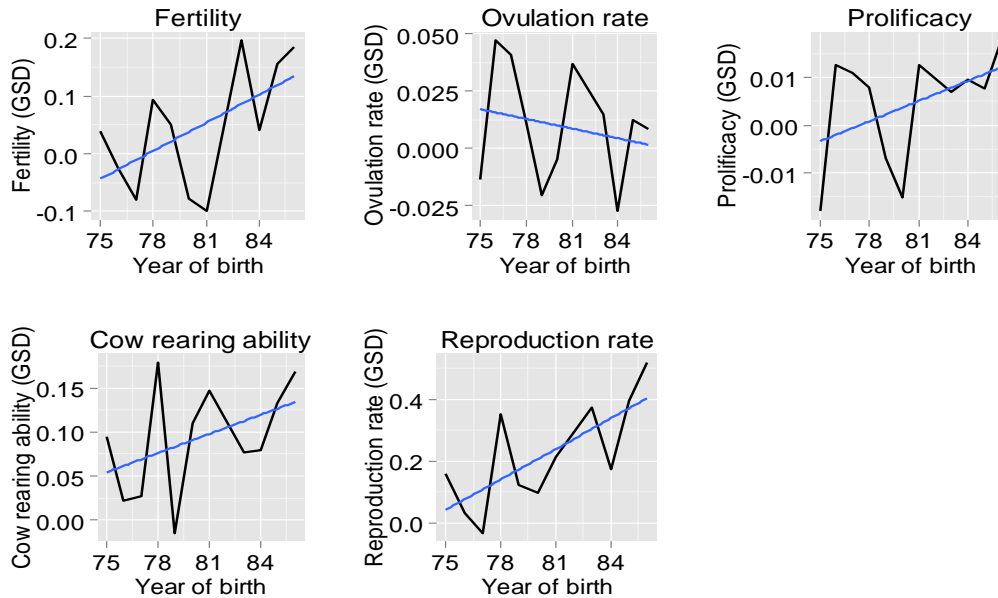 Fertility
Fertility (GSD)
0.2
0.1
0.0
-0.1
75 78 81 84
Year of birth
Ovulation rate
Ovulation rate (GSD)
0.050
0.025
0.000
-0.025
75 78 81 84
Year of birth
Prolificacy
Prolificacy (GSD)
0.01
0.00
-0.01
75 78 81 84
Year of birth
Cow rearing ability
Cow rearing ability (GSD)
0.15
0.10
0.05
0.00
75 78 81 84
Year of birth
Reproduction rate
Reproduction rate (GSD)
0.4
0.2
0.0
75 78 81 84
Year of birth